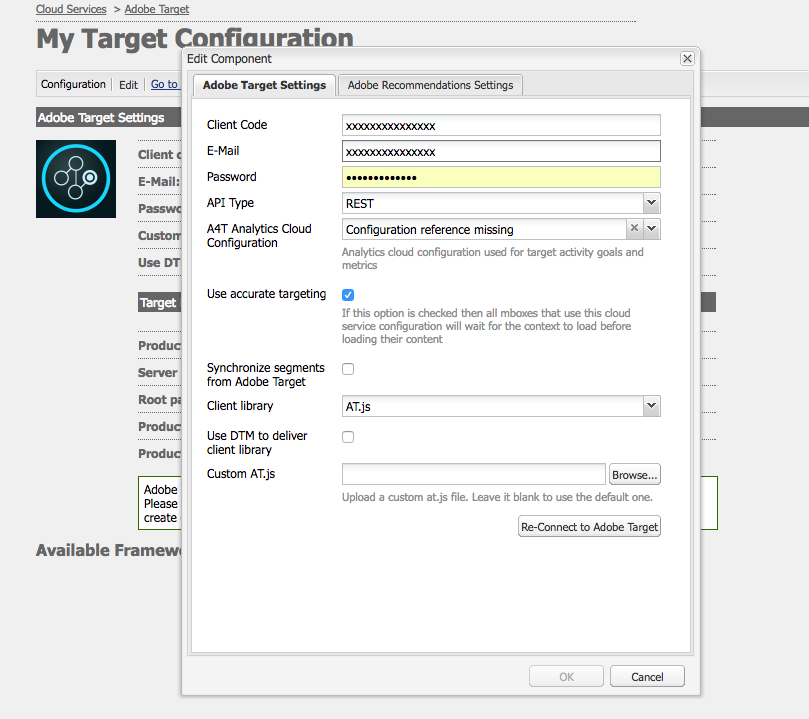 Cloud Services > Adobe Target
My Target Configuration
Edit Component
Configuration Edit Go to
Adobe Target Settings Adobe Recommendations Settings
Adobe Target Settings
Client Code xxxxxxxxxxxxxxx
E-Mail xxxxxxxxxxxxxxx
Password •••••••••••••
API Type REST
A4T Analytics Cloud
Configuration
Configuration reference missing
Analytics cloud configuration used for target activity goals and
metrics
Use accurate targeting
If this option is checked then all mboxes that use this cloud
service configuration will wait for the context to load before
loading their content
Synchronize segments
from Adobe Target
Client library AT.js
Use DTM to deliver
client library
Custom AT.js Browse...
Upload a custom at.js file. Leave it blank to use the default one.
Re-Connect to Adobe Target
OK Cancel
Client
E-Mail:
Custom
Use DT
Target
Produc
Server
Root pa
Produc
Produc
Adobe
Please
create
Available Framew